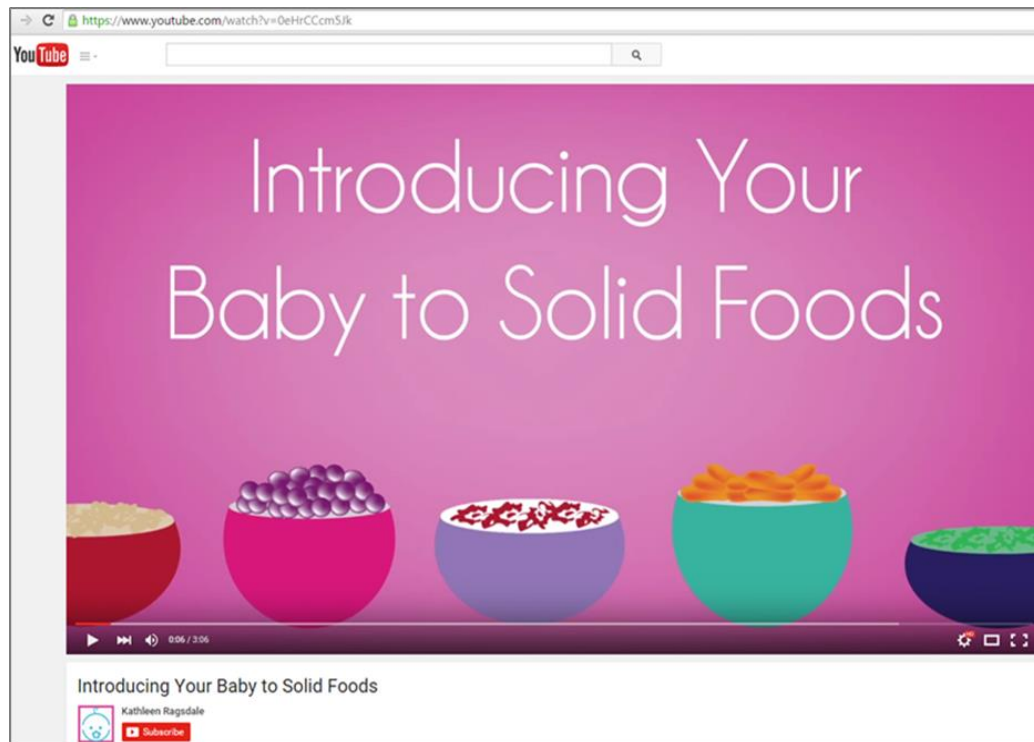 https://www.youtube.com/watch?v=0eHrCCcmSJk
YouTube
Introducing Your
Baby to Solid Foods
0:06 / 3:06
Introducing Your Baby to Solid Foods
Kathleen Ragsdale
Subscribe